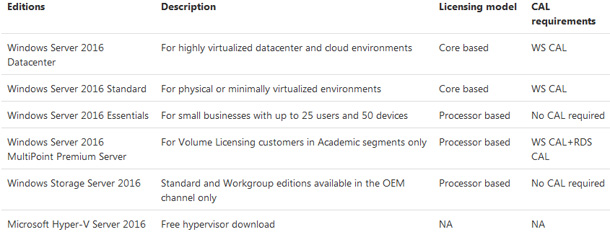 Editions Description Licensing model CAL requirements
Windows Server 2016 Datacenter For highly virtualized datacenter and cloud environments Core based WS CAL
Windows Server 2016 Standard For physical or minimally virtualized environments Core based WS CAL
Windows Server 2016 Essentials For small businesses with up to 25 users and 50 devices Processor based No CAL required
Windows Server 2016 MultiPoint Premium Server For Volume Licensing customers in Academic segments only Processor based WS CAL+RDS CAL
Windows Storage Server 2016 Standard and Workgroup editions available in the OEM channel only Processor based No CAL required
Microsoft Hyper-V Server 2016 Free hypervisor download NA NA